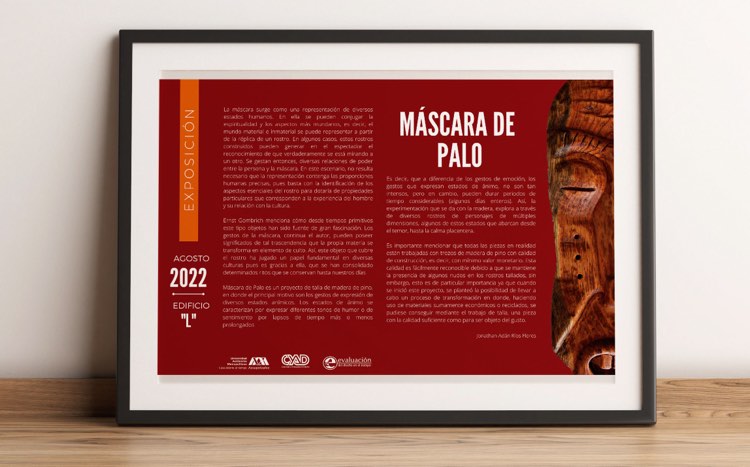 EXPOSICIÓN
AGOSTO
2022
EDIFICIO
"L"
La máscara surge como una representación de diversos
estados humanos. En ella se pueden conjugar la
espiritualidad y los aspectos más mundanos, es decir, el
mundo material o inmaterial se puede representar a partir
de la réplica de un rostro. En algunos casos, estos rostros
construidos pueden generar en el espectador el
reconocimiento de que verdaderamente se está mirando a
un otro. Se gestan entonces, diversas relaciones de poder
entre la persona y la máscara. En este escenario, no resulta
necesario que la representación contenga las proporciones
humanas precisas, pues basta con la identificación de los
aspectos esenciales del rostro para dotarla de propiedades
particulares que corresponden a la experiencia del hombre
y su relación con la cultura.
Ernst Gombrich menciona cómo desde tiempos primitivos
este tipo objetos han sido fuente de gran fascinación. Los
gestos de la máscara, continua el autor, pueden poseer
significados de tal trascendencia que la propia materia se
transforma en elemento de culto. Así, este objeto que cubre
el rostro ha jugado un papel fundamental en diversas
culturas pues es gracias a ella, que se han consolidado
determinados ritos que se conservan hasta nuestros días.
Máscara de Palo es un proyecto de talla de madera de pino,
en donde el principal motivo son los gestos de expresión de
diversos estados anímicos. Los estados de ánimo se
caracterizan por expresar diferentes tonos de humor o de
sentimiento por lapsos de tiempo más o menos
prolongados.
MÁSCARA DE
PALO
Es decir, que a diferencia de los gestos de emoción, los
gestos que expresan estados de ánimo, no son tan
intensos, pero en cambio, pueden durar periodos de
tiempo considerables (algunos días enteros). Así, la
experimentación que se da con la madera, explora a través
de diversos rostros de personajes de múltiples
dimensiones, algunos de estos estados que abarcan desde
el temor, hasta la calma placentera.
Es importante mencionar que todas las piezas en realidad
están trabajadas con trozos de madera de pino con calidad
de construcción, es decir, con mínimo valor monetario. Esta
calidad es fácilmente reconocible debido a que se mantiene
la presencia de algunos nudos en los rostros tallados, sin
embargo, esto es de particular importancia ya que cuando
se inició este proyecto, se planteó la posibilidad de llevar a
cabo un proceso de transformación en donde, haciendo
uso de materiales sumamente económicos o reciclados, se
pudiese conseguir mediante el trabajo de talla, una pieza
con la calidad suficiente como para ser objeto del gusto.
Jonathan Adán Ríos Flores
Universidad
Autónoma
Metropolitana
Casa abierta al tiempo Azcapotzalco
CYAD
evaluación